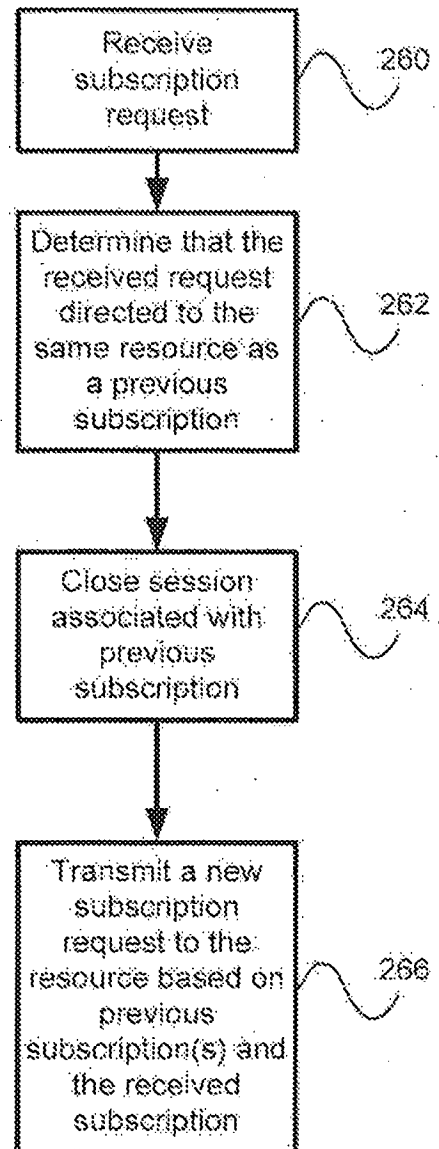 Receive
subscription
request
260
Determine that the
received request
directed to the
same resource as
a previous
subscription
262
Close session
associated with
previous
subscription
264
Transmit a new
subscription
request to the
resource based on
previous
subscription(s) and
the received
subscription
266